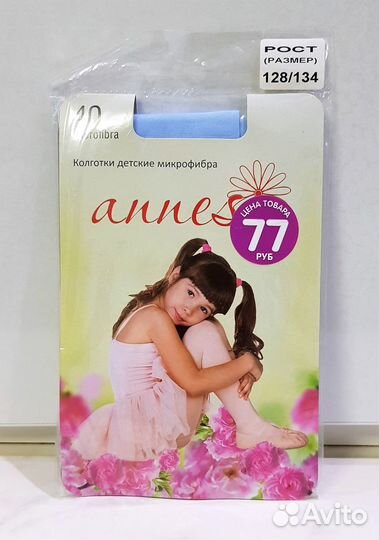 РОСТ
(РАЗМЕР)
128/134
40
Колготки детские микрофибра
annes
ЦЕНА ТОВАРА
77
РУБ
Avito